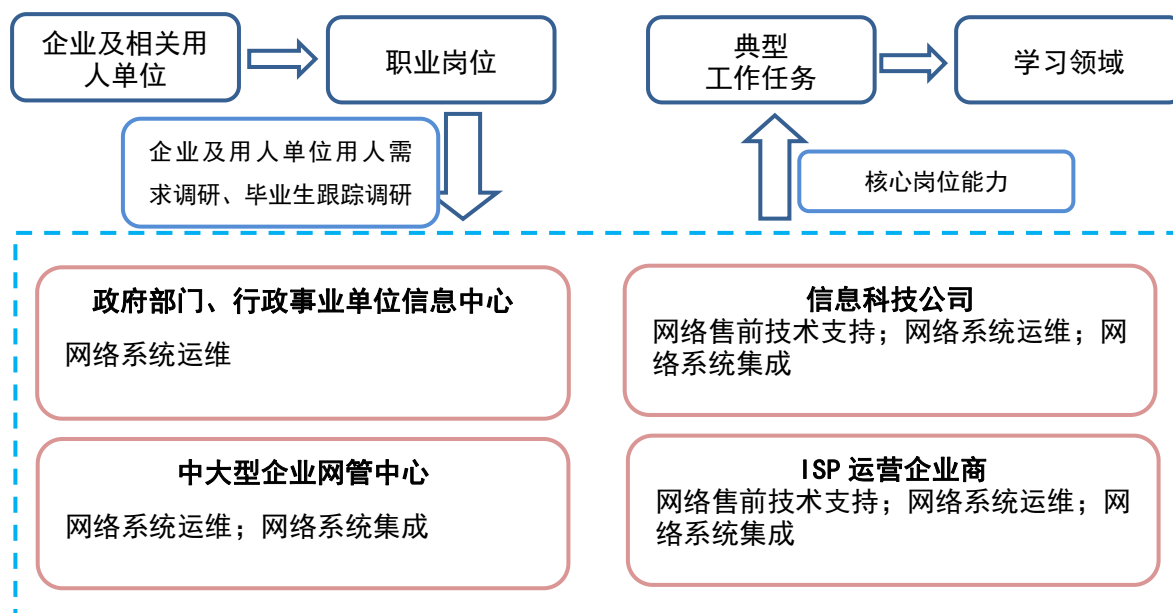 企业及相关用
人单位
职业岗位
典型
工作任务
学习领域
企业及用人单位用人需
求调研、毕业生跟踪调研
核心岗位能力
政府部门、行政事业单位信息中心
网络系统运维
信息科技公司
网络售前技术支持；网络系统运维；网
络系统集成
中大型企业网管中心
网络系统运维；网络系统集成
ISP 运营企业商
网络售前技术支持；网络系统运维；网
络系统集成